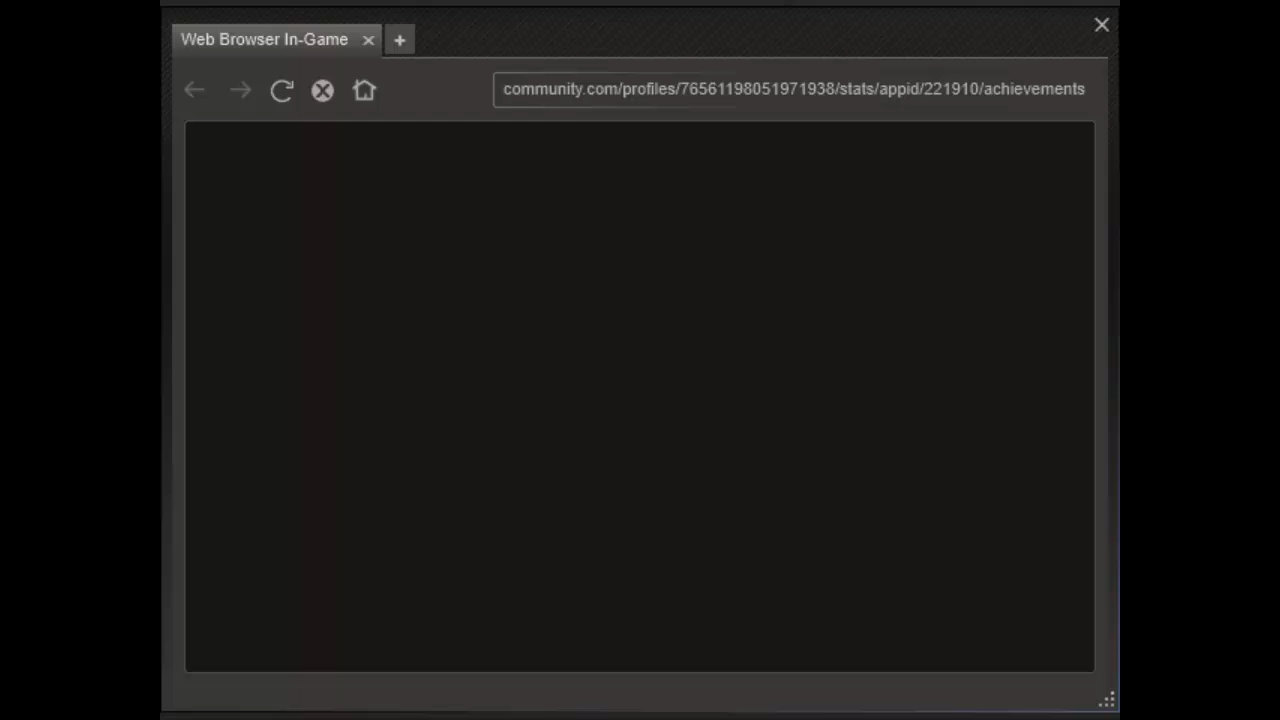 Web Browser In-Game
community.com/profiles/76561198051971938/stats/appid/221910/achievements